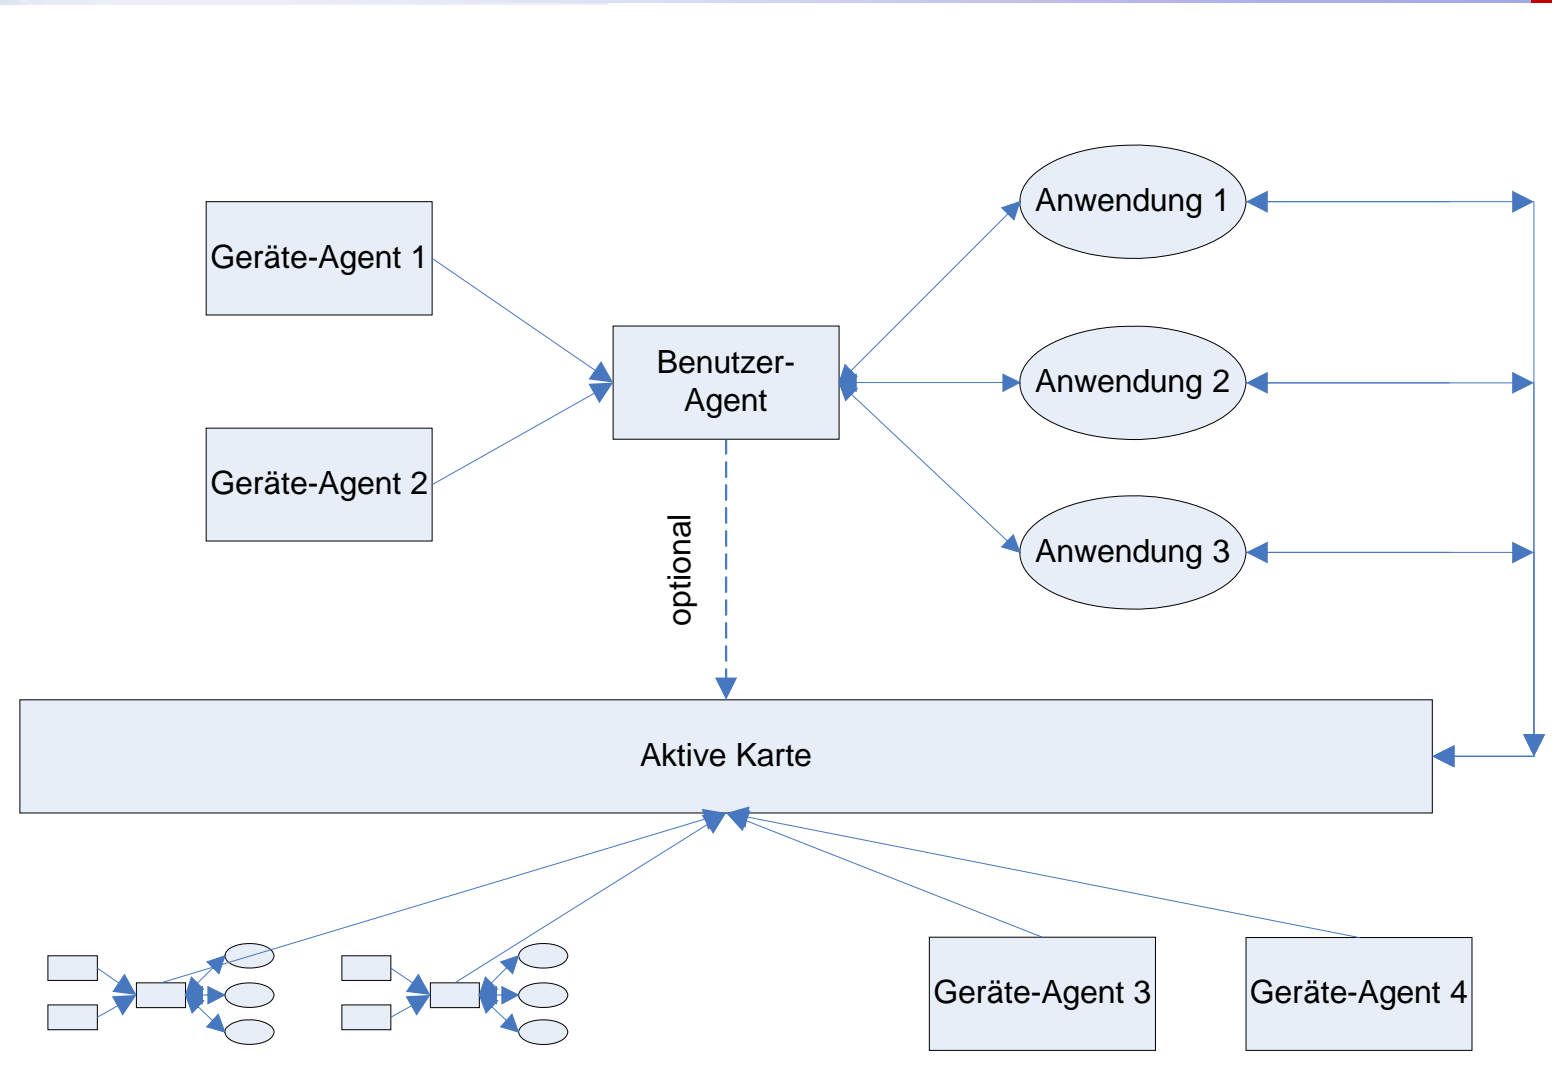 Anwendung 1
Geräte-Agent 1
Benutzer-
Agent
Anwendung 2
Geräte-Agent 2
Anwendung 3
optional
Aktive Karte
Geräte-Agent 3
Geräte-Agent 4